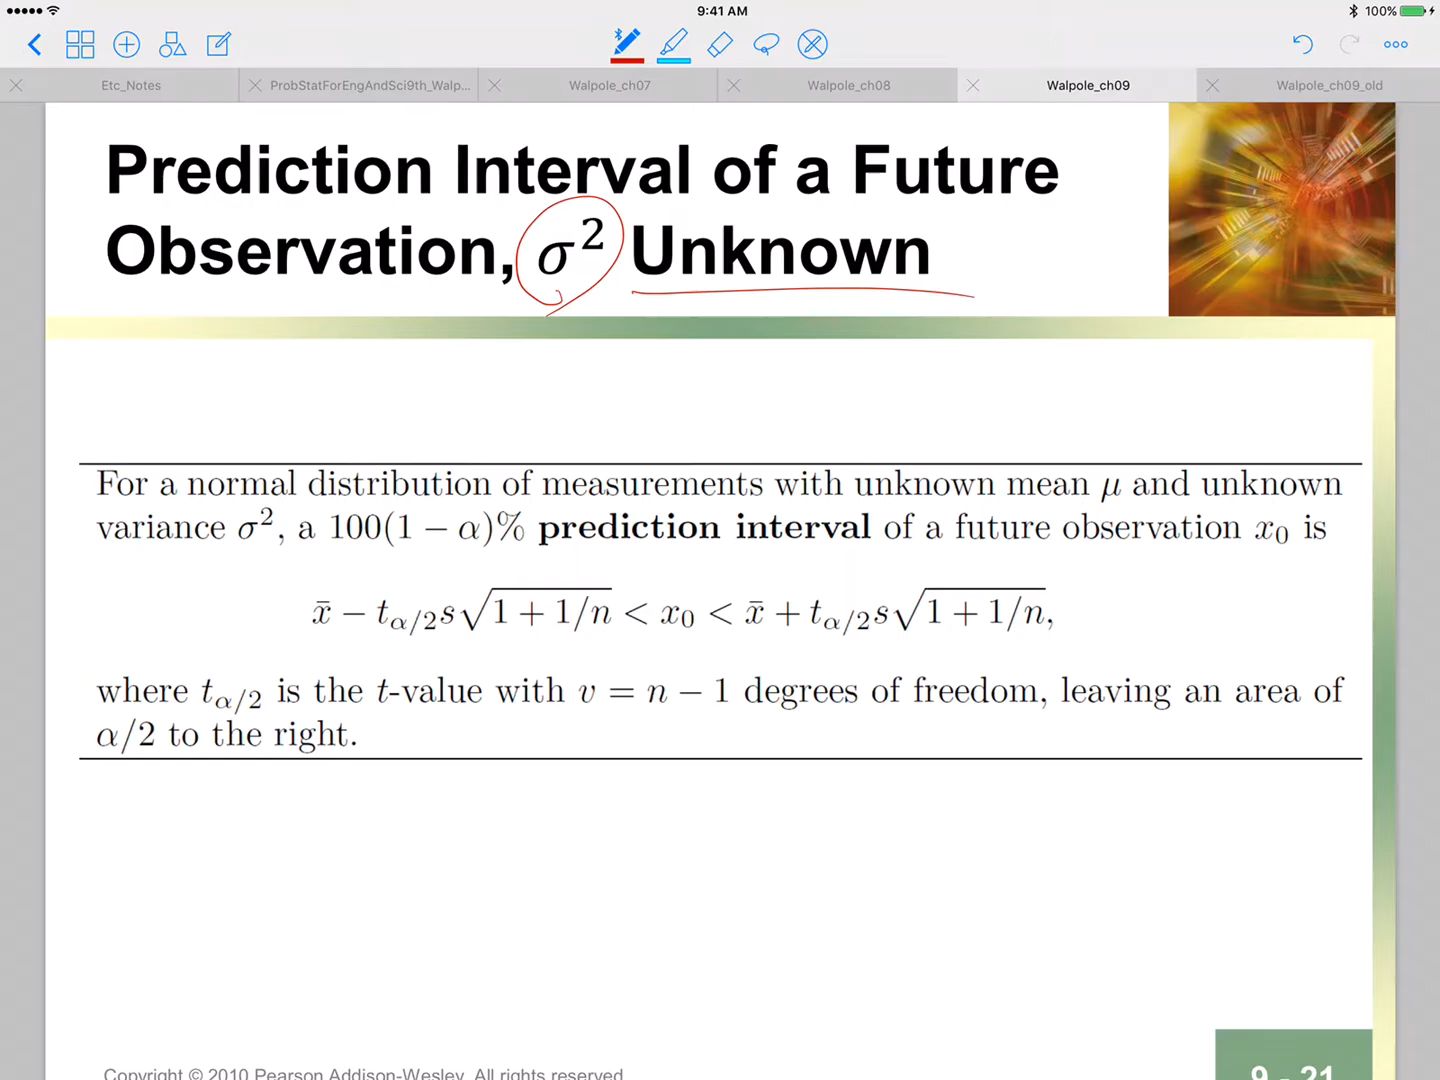 9:41 AM
100%
Etc_Notes
ProbStatForEngAndSci9th_Walp...
Walpole_ch07
Walpole_ch08
Walpole_ch09
Walpole_ch09_old
Prediction Interval of a Future
Observation, σ² Unknown
For a normal distribution of measurements with unknown mean μ and unknown
variance σ², a 100(1 − α)% prediction interval of a future observation x₀ is
x̄ − t_{α/2}s√(1 + 1/n) < x₀ < x̄ + t_{α/2}s√(1 + 1/n),
where t_{α/2} is the t-value with v = n − 1 degrees of freedom, leaving an area of
α/2 to the right.
Copyright © 2010 Pearson Addison-Wesley. All rights reserved.
9 - 21